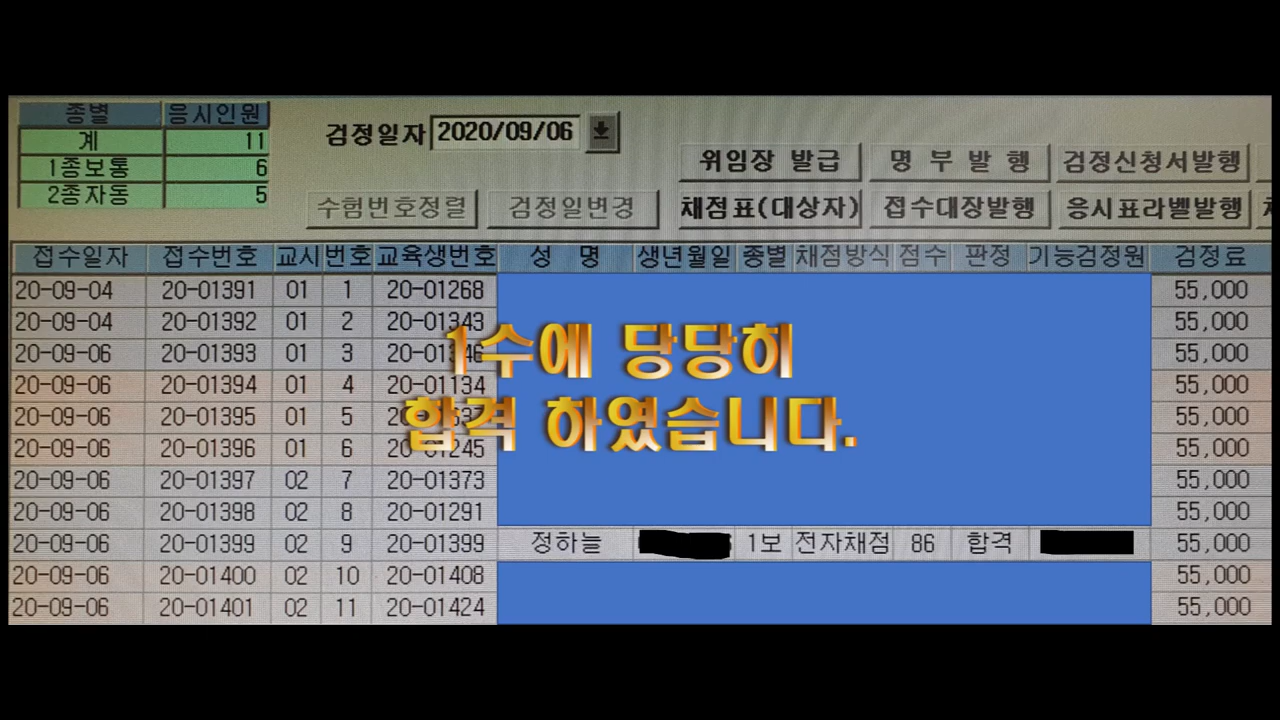 종별 응시인원
계 11
1종보통 6
2종자동 5
검정일자 2020/09/06
위임장 발급 명 부 발 행 검정신청서발행
수험번호정렬 검정일변경 채점표(대상자) 접수대장발행 응시표라벨발행
접수일자 접수번호 교시 번호 교육생번호 성 명 생년월일 종별 채점방식 점수 판정 기능검정원 검정료
20-09-04 20-01391 01 1 20-01268 55,000
20-09-04 20-01392 01 2 20-01343 55,000
20-09-06 20-01393 01 3 55,000
1수에 당당히
20-09-06 20-01394 01 4 20-01134 55,000
20-09-06 20-01395 01 5 55,000
합격 하였습니다.
20-09-06 20-01396 01 6 55,000
20-09-06 20-01397 02 7 20-01373 55,000
20-09-06 20-01398 02 8 20-01291 55,000
20-09-06 20-01399 02 9 20-01399 정하늘 1보 전자채점 86 합격 55,000
20-09-06 20-01400 02 10 20-01408 55,000
20-09-06 20-01401 02 11 20-01424 55,000